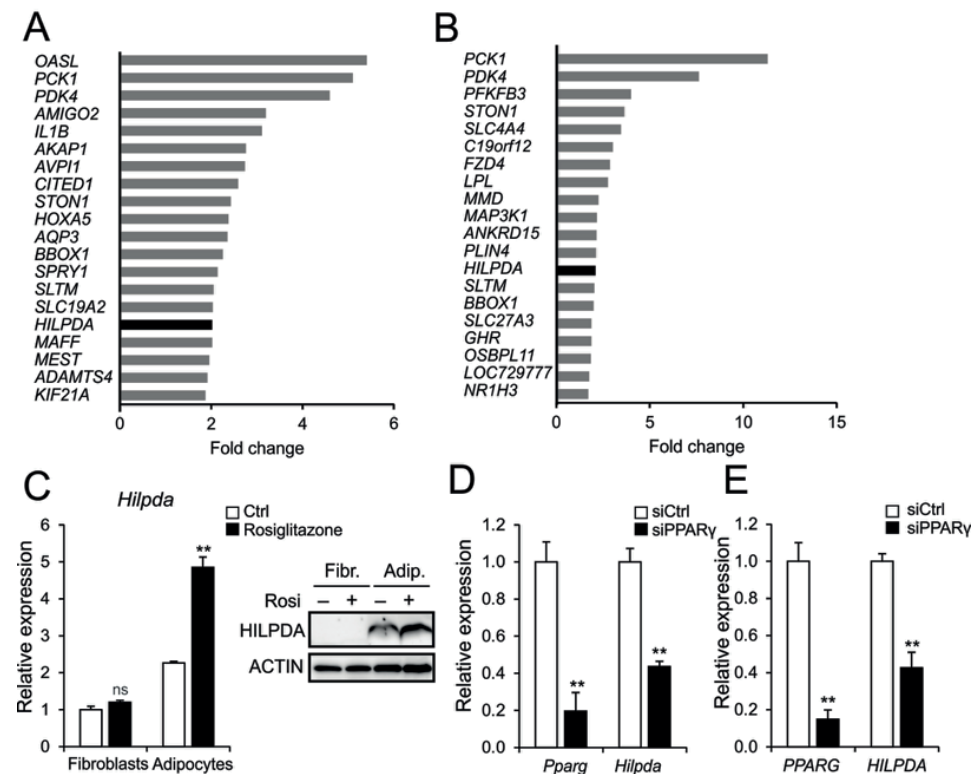 A
OASL
PCK1
PDK4
AMIGO2
IL1B
AKAP1
AVPI1
CITED1
STON1
HOXA5
AQP3
BBOX1
SPRY1
SLTM
SLC19A2
HILPDA
MAFF
MEST
ADAMTS4
KIF21A
0 2 4 6
Fold change
B
PCK1
PDK4
PFKFB3
STON1
SLC4A4
C19orf12
FZD4
LPL
MMD
MAP3K1
ANKRD15
PLIN4
HILPDA
SLTM
BBOX1
SLC27A3
GHR
OSBPL11
LOC729777
NR1H3
0 5 10 15
Fold change
C
Hilpda
Ctrl
Rosiglitazone
Relative expression
6
5
4
3
2
1
0
ns
**
Fibroblasts Adipocytes
Fibr. Adip.
Rosi – + – +
HILPDA
ACTIN
D
siCtrl
siPPARγ
Relative expression
1.2
1.0
0.8
0.6
0.4
0.2
0.0
**
**
Pparg Hilpda
E
siCtrl
siPPARγ
Relative expression
1.2
1.0
0.8
0.6
0.4
0.2
0.0
**
**
PPARG HILPDA